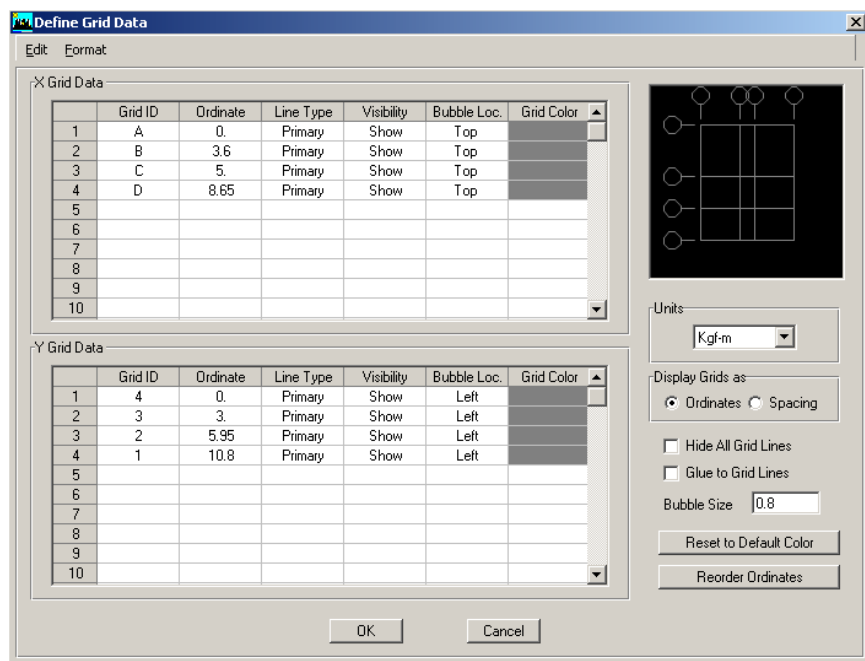 Define Grid Data
Edit Format
X Grid Data
Grid ID Ordinate Line Type Visibility Bubble Loc. Grid Color
1 A 0. Primary Show Top
2 B 3.6 Primary Show Top
3 C 5. Primary Show Top
4 D 8.65 Primary Show Top
5
6
7
8
9
10
Units
Kgf-m
Y Grid Data
Grid ID Ordinate Line Type Visibility Bubble Loc. Grid Color
1 4 0. Primary Show Left
2 3 3. Primary Show Left
3 2 5.95 Primary Show Left
4 1 10.8 Primary Show Left
5
6
7
8
9
10
Display Grids as
Ordinates Spacing
Hide All Grid Lines
Glue to Grid Lines
Bubble Size 0.8
Reset to Default Color
Reorder Ordinates
OK Cancel